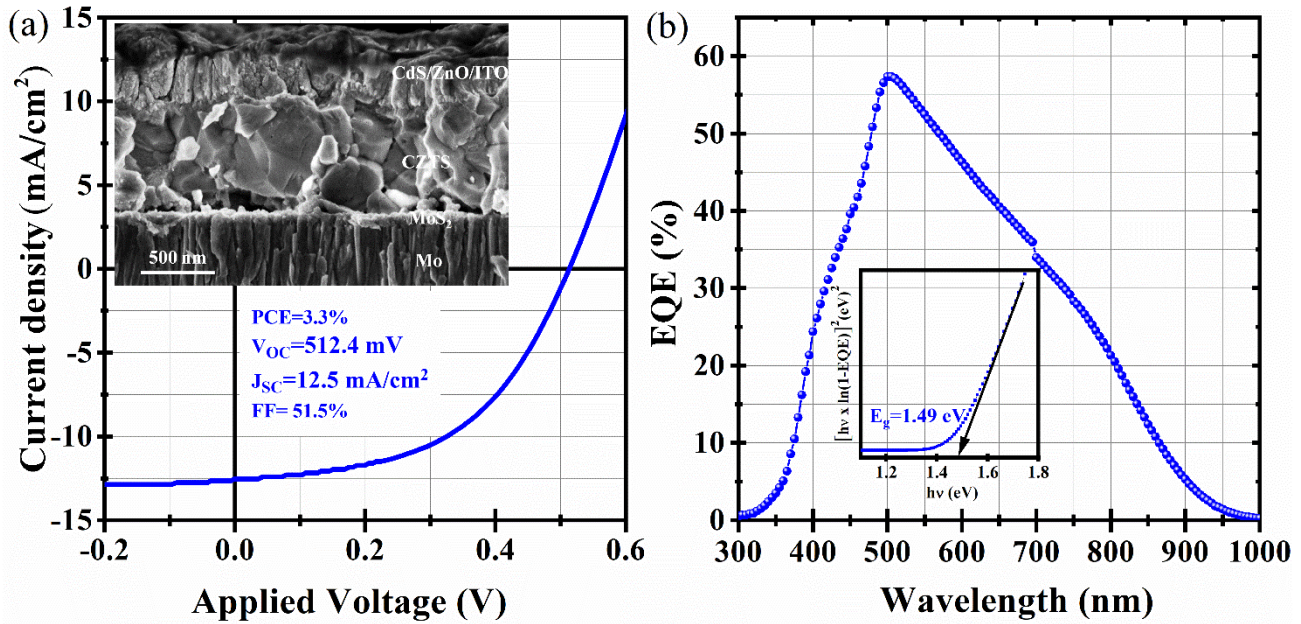 (a)
Current density (mA/cm²)
15
10
5
0
-5
-10
-15
-0.2
0.0
0.2
0.4
0.6
Applied Voltage (V)
CdS/ZnO/ITO
CZTS
MoS₂
Mo
500 nm
PCE=3.3%
V_OC=512.4 mV
J_SC=12.5 mA/cm²
FF= 51.5%
(b)
EQE (%)
60
50
40
30
20
10
0
300
400
500
600
700
800
900
1000
Wavelength (nm)
[hν x ln(1-EQE)]²(eV)²
E_g=1.49 eV
1.2
1.4
1.6
1.8
hν (eV)